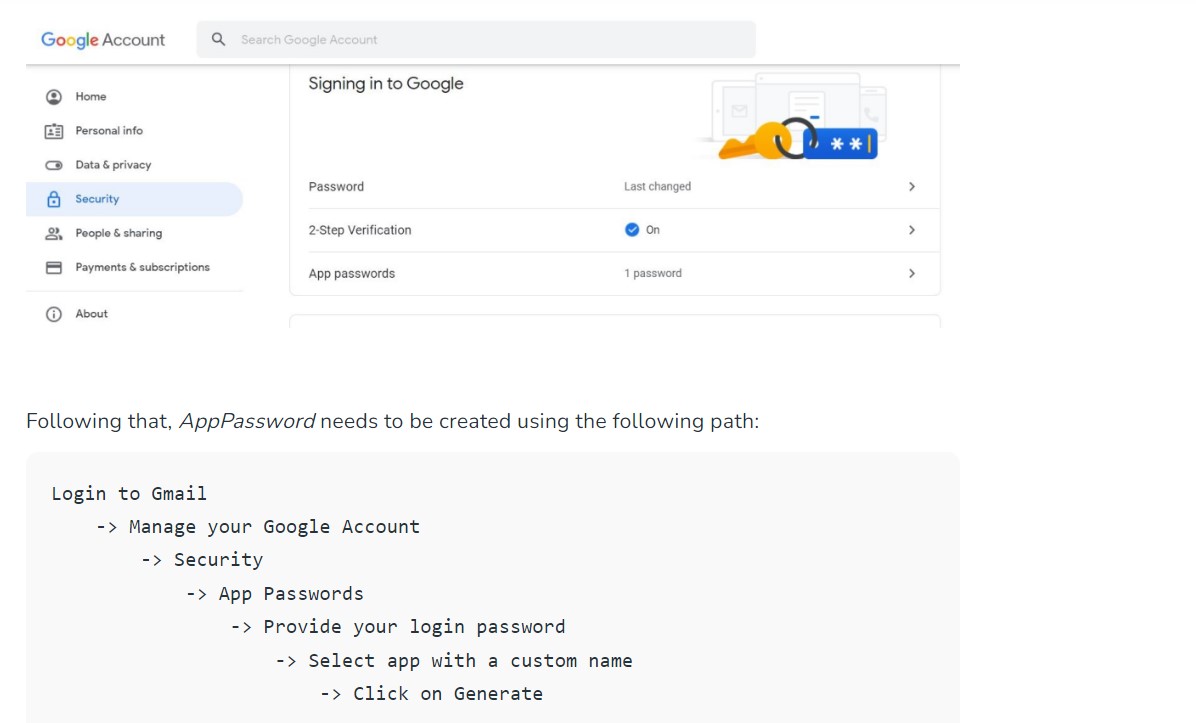 Google Account
Search Google Account
Home
Personal info
Data & privacy
Security
People & sharing
Payments & subscriptions
About
Signing in to Google
**
Password Last changed
2-Step Verification On
App passwords 1 password
Following that, AppPassword needs to be created using the following path:
Login to Gmail
-> Manage your Google Account
-> Security
-> App Passwords
-> Provide your login password
-> Select app with a custom name
-> Click on Generate